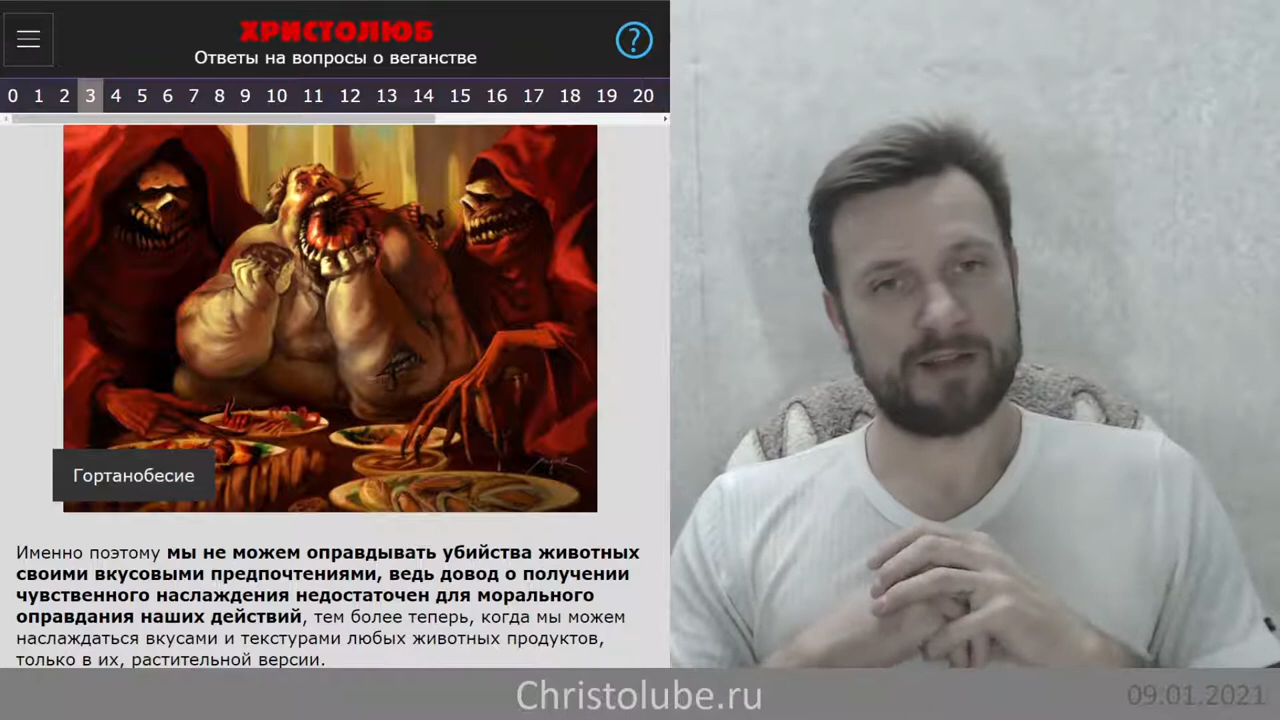 ХРИСТОЛЮБ
Ответы на вопросы о веганстве
?
0 1 2 3 4 5 6 7 8 9 10 11 12 13 14 15 16 17 18 19 20
Гортанобесие
Именно поэтому мы не можем оправдывать убийства животных
своими вкусовыми предпочтениями, ведь довод о получении
чувственного наслаждения недостаточен для морального
оправдания наших действий, тем более теперь, когда мы можем
наслаждаться вкусами и текстурами любых животных продуктов,
только в их, растительной версии.
Christolube.ru
09.01.2021